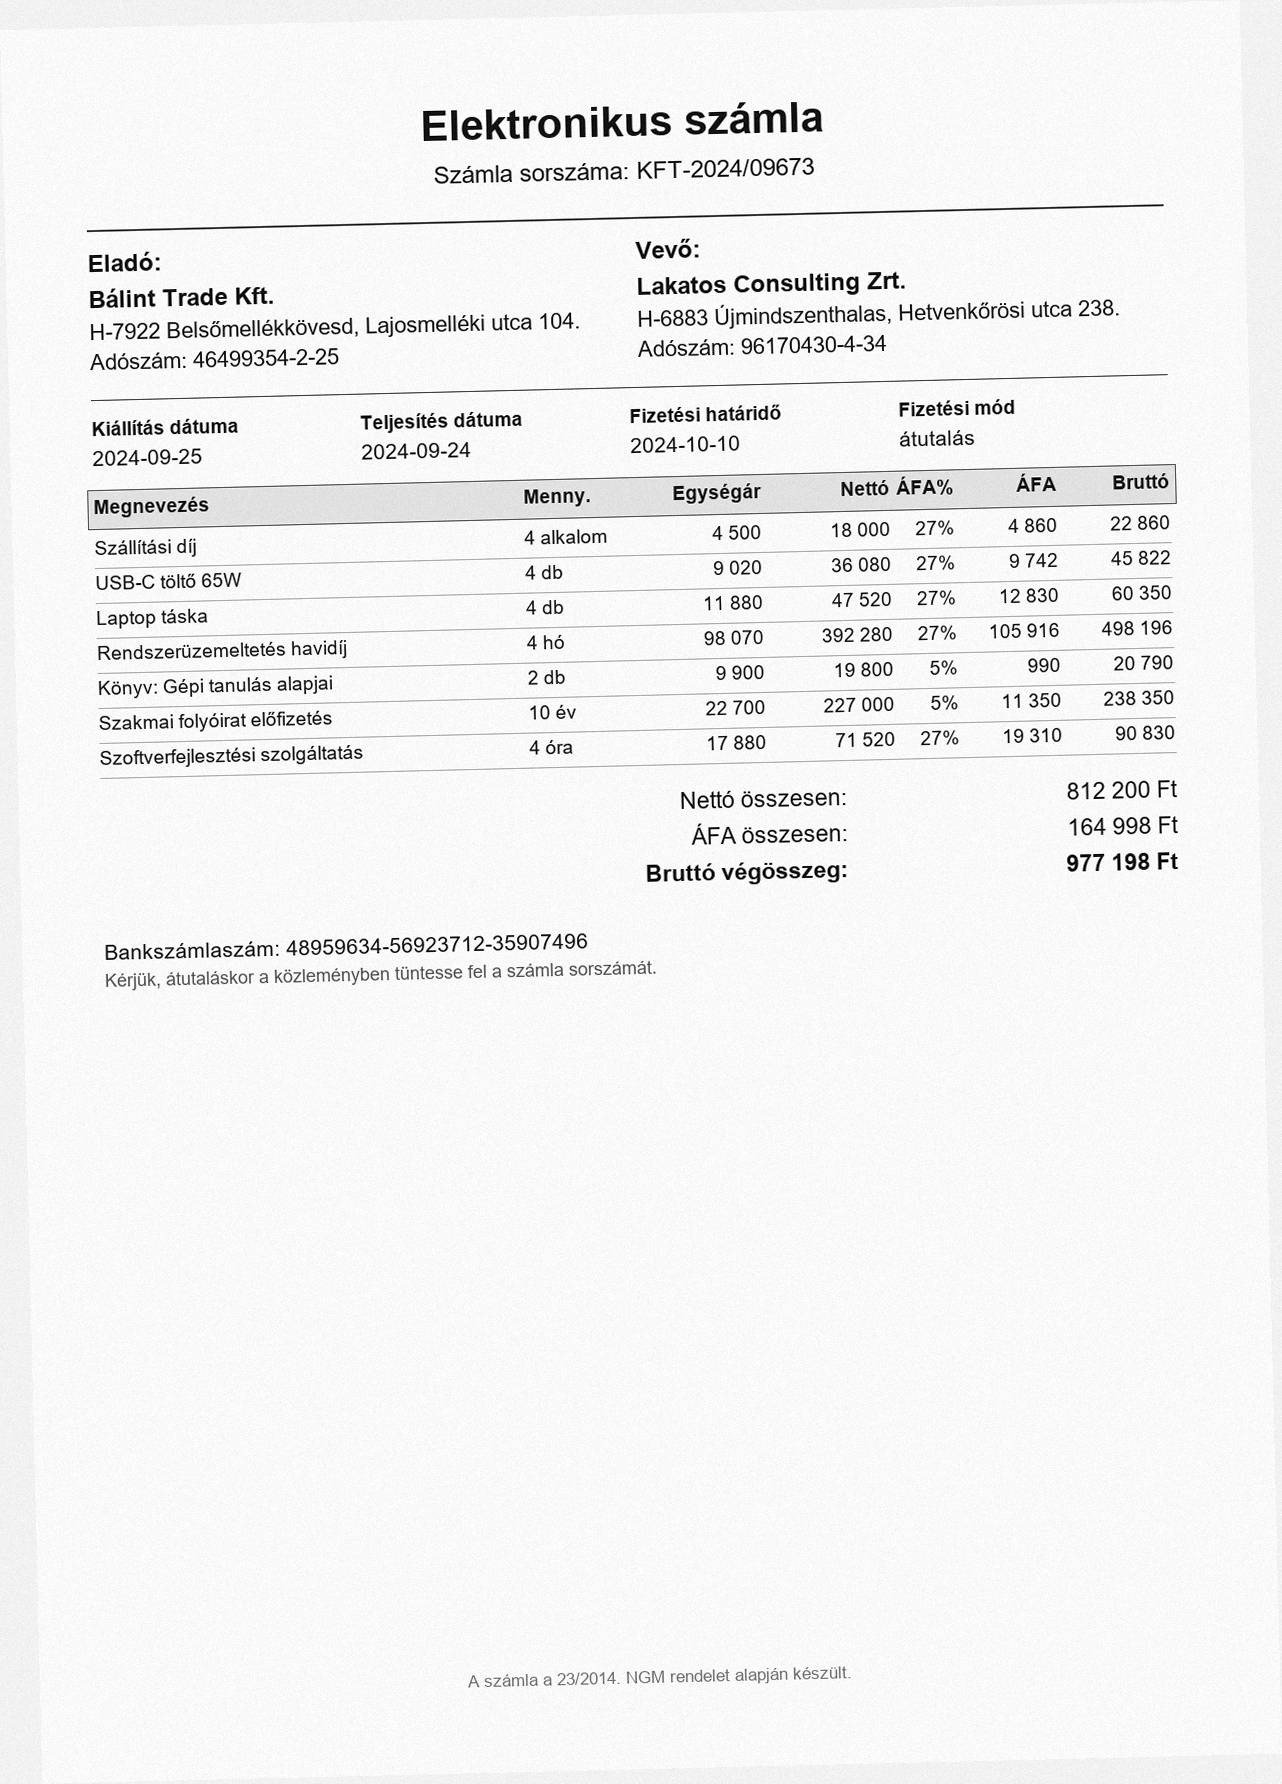 Elektronikus számla
Számla sorszáma: KFT-2024/09673
Eladó:
Bálint Trade Kft.
H-7922 Belsőmellékkövesd, Lajosmelléki utca 104.
Adószám: 46499354-2-25
Vevő:
Lakatos Consulting Zrt.
H-6883 Újmindszenthalas, Hetvenkőrösi utca 238.
Adószám: 96170430-4-34
Kiállítás dátuma Teljesítés dátuma Fizetési határidő Fizetési mód
2024-09-25 2024-09-24 2024-10-10 átutalás
Megnevezés Menny. Egységár Nettó ÁFA% ÁFA Bruttó
Szállítási díj 4 alkalom 4 500 18 000 27% 4 860 22 860
USB-C töltő 65W 4 db 9 020 36 080 27% 9 742 45 822
Laptop táska 4 db 11 880 47 520 27% 12 830 60 350
Rendszerüzemeltetés havidíj 4 hó 98 070 392 280 27% 105 916 498 196
Könyv: Gépi tanulás alapjai 2 db 9 900 19 800 5% 990 20 790
Szakmai folyóirat előfizetés 10 év 22 700 227 000 5% 11 350 238 350
Szoftverfejlesztési szolgáltatás 4 óra 17 880 71 520 27% 19 310 90 830
Nettó összesen: 812 200 Ft
ÁFA összesen: 164 998 Ft
Bruttó végösszeg: 977 198 Ft
Bankszámlaszám: 48959634-56923712-35907496
Kérjük, átutaláskor a közleményben tüntesse fel a számla sorszámát.
A számla a 23/2014. NGM rendelet alapján készült.